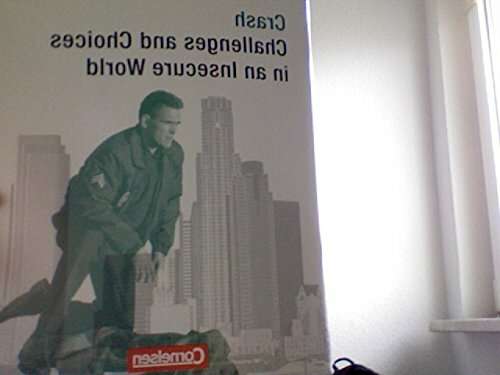 Crash
Challenges and Choices
in an Insecure World
Cornelsen